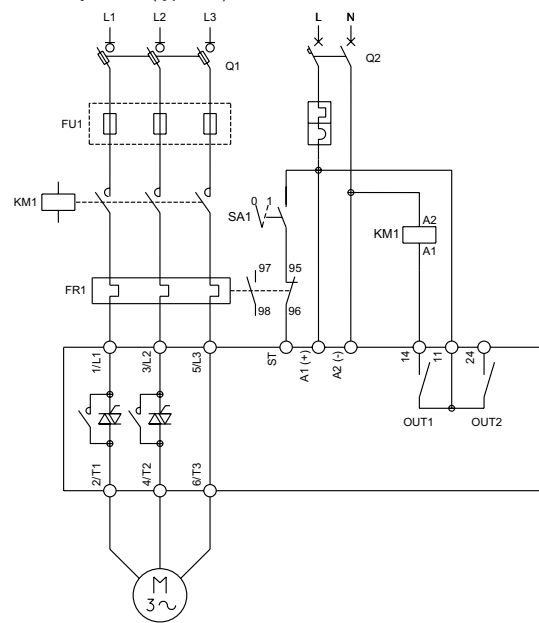 L1 L2 L3 L N
Q1 Q2
FU1
KM1
0 1
SA1
A2
KM1
A1
97 95
FR1
98 96
1/L1 3/L2 5/L3 ST A1 (+) A2 (-) 14 11 24
OUT1 OUT2
2/T1 4/T2 6/T3
M
3~